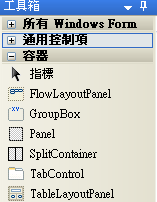 工具箱
所有 Windows Form
通用控制項
容器
指標
FlowLayoutPanel
GroupBox
Panel
SplitContainer
TabControl
TableLayoutPanel